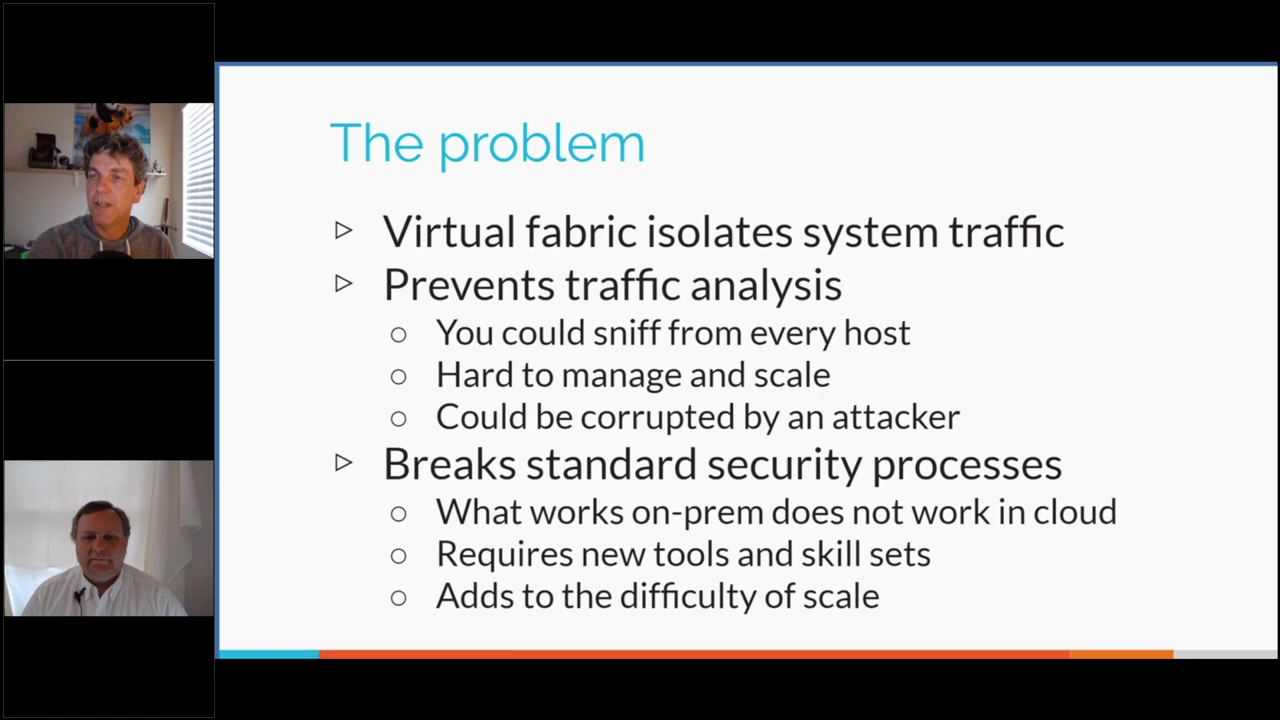 The problem
▷ Virtual fabric isolates system traffic
▷ Prevents traffic analysis
○ You could sniff from every host
○ Hard to manage and scale
○ Could be corrupted by an attacker
▷ Breaks standard security processes
○ What works on-prem does not work in cloud
○ Requires new tools and skill sets
○ Adds to the difficulty of scale